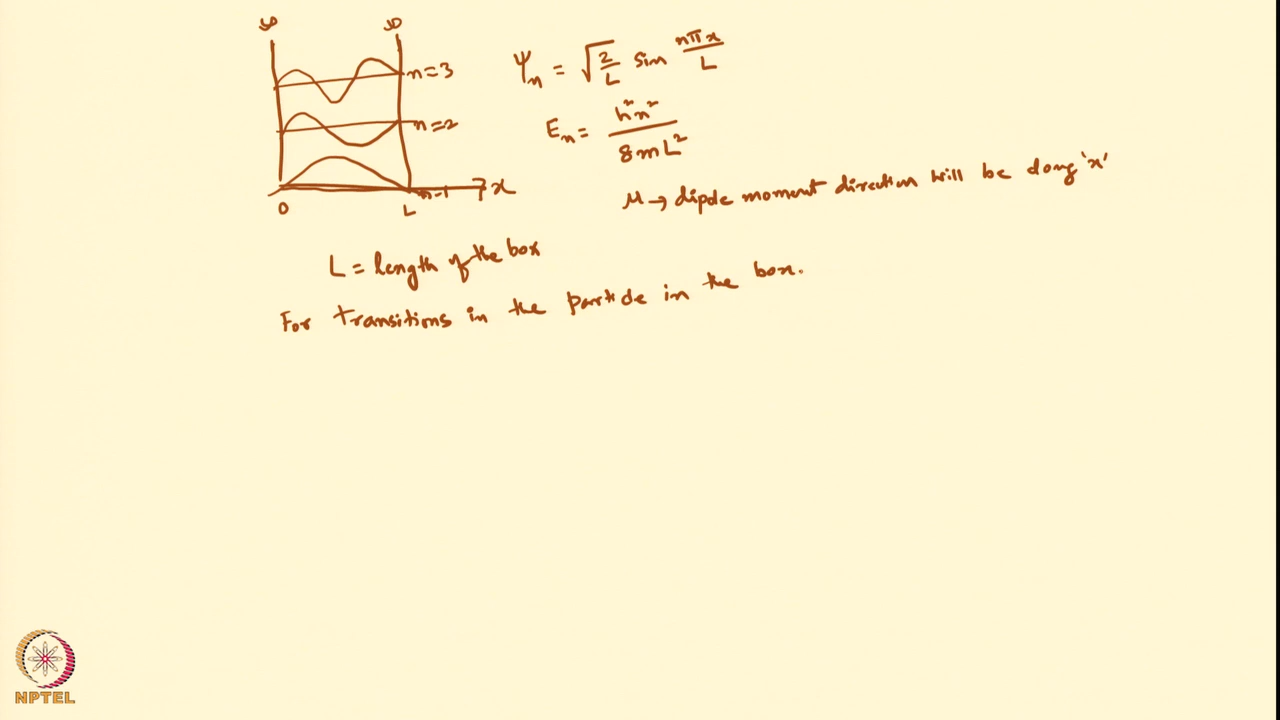 ∞ ∞
n=3
n=2
n=1
0 L x
ψₙ = √(2/L) sin nπx/L
Eₙ = h²n²/8mL²
μ → dipole moment direction will be along 'x'
L = length of the box
For transitions in the particle in the box.
NPTEL